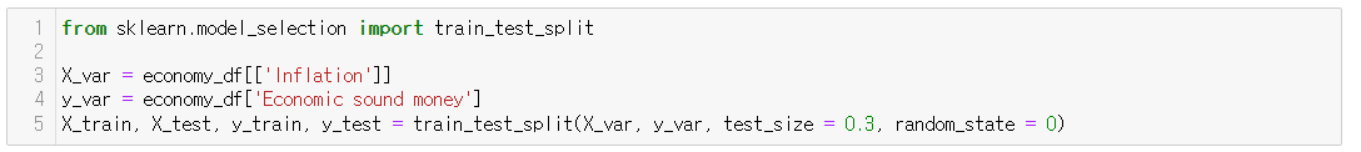 1 from sklearn.model_selection import train_test_split
2
3 X_var = economy_df[['Inflation']]
4 y_var = economy_df['Economic sound money']
5 X_train, X_test, y_train, y_test = train_test_split(X_var, y_var, test_size = 0.3, random_state = 0)